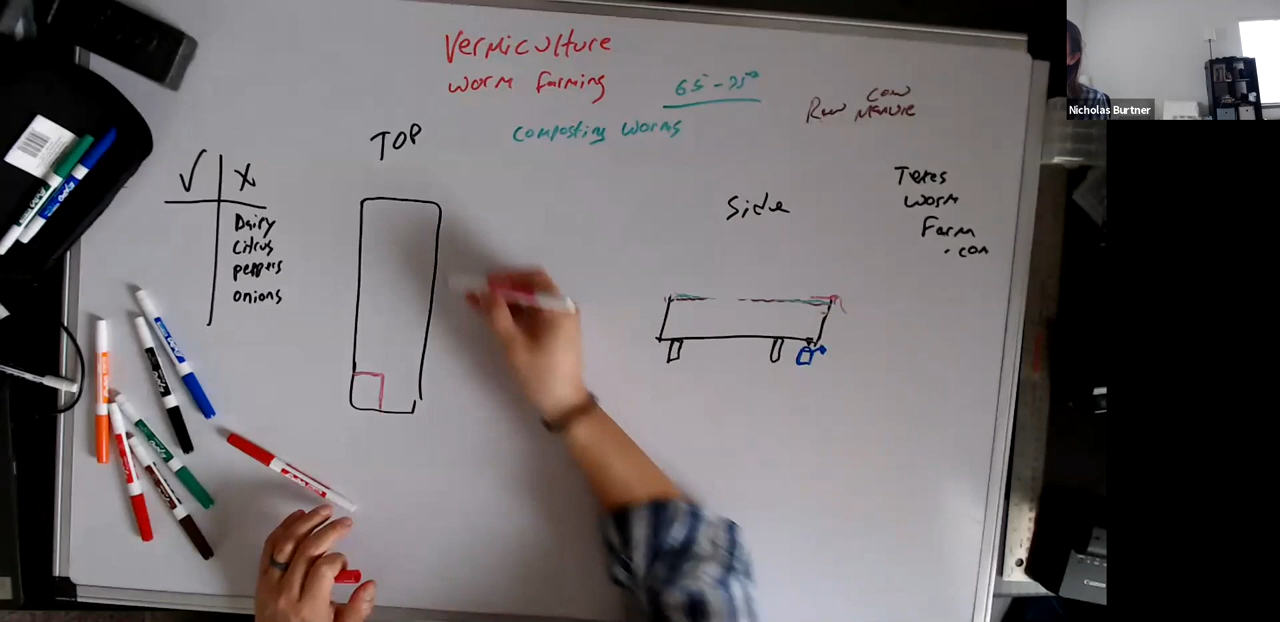 Vermiculture
worm farming
65°-75°
composting worms
Raw cow
manure
TOP
✓ X
Dairy
Citrus
peppers
onions
Side
Worm
Farm
.com
Nicholas Burtner